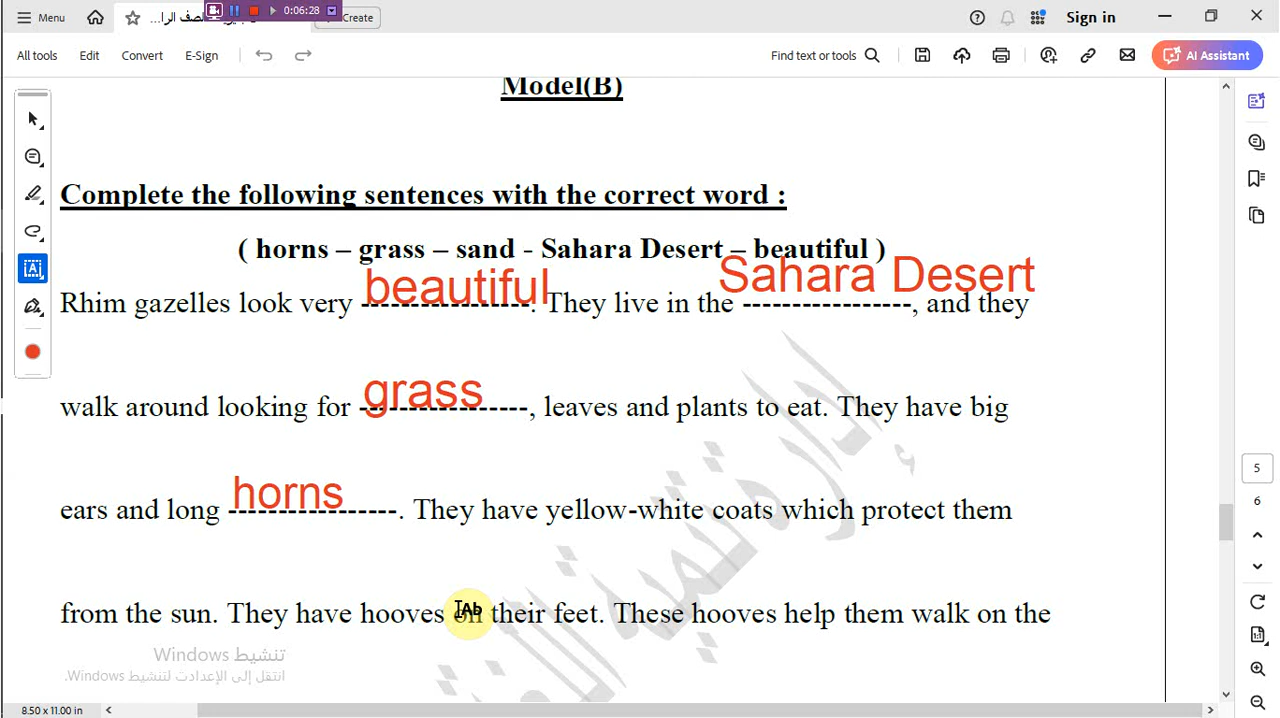 Menu
...ى جبريـ... للصف الرا
0:06:28
Create
Sign in
All tools Edit Convert E-Sign
Find text or tools
AI Assistant
Model(B)
Complete the following sentences with the correct word :
( horns – grass – sand - Sahara Desert – beautiful )
beautiful
Sahara Desert
Rhim gazelles look very -----------------. They live in the -----------------, and they
grass
walk around looking for -----------------, leaves and plants to eat. They have big
horns
ears and long -----------------. They have yellow-white coats which protect them
from the sun. They have hooves on their feet. These hooves help them walk on the
تنشيط Windows
انتقل إلى الإعدادت لتنشيط Windows.
5
6
8.50 x 11.00 in